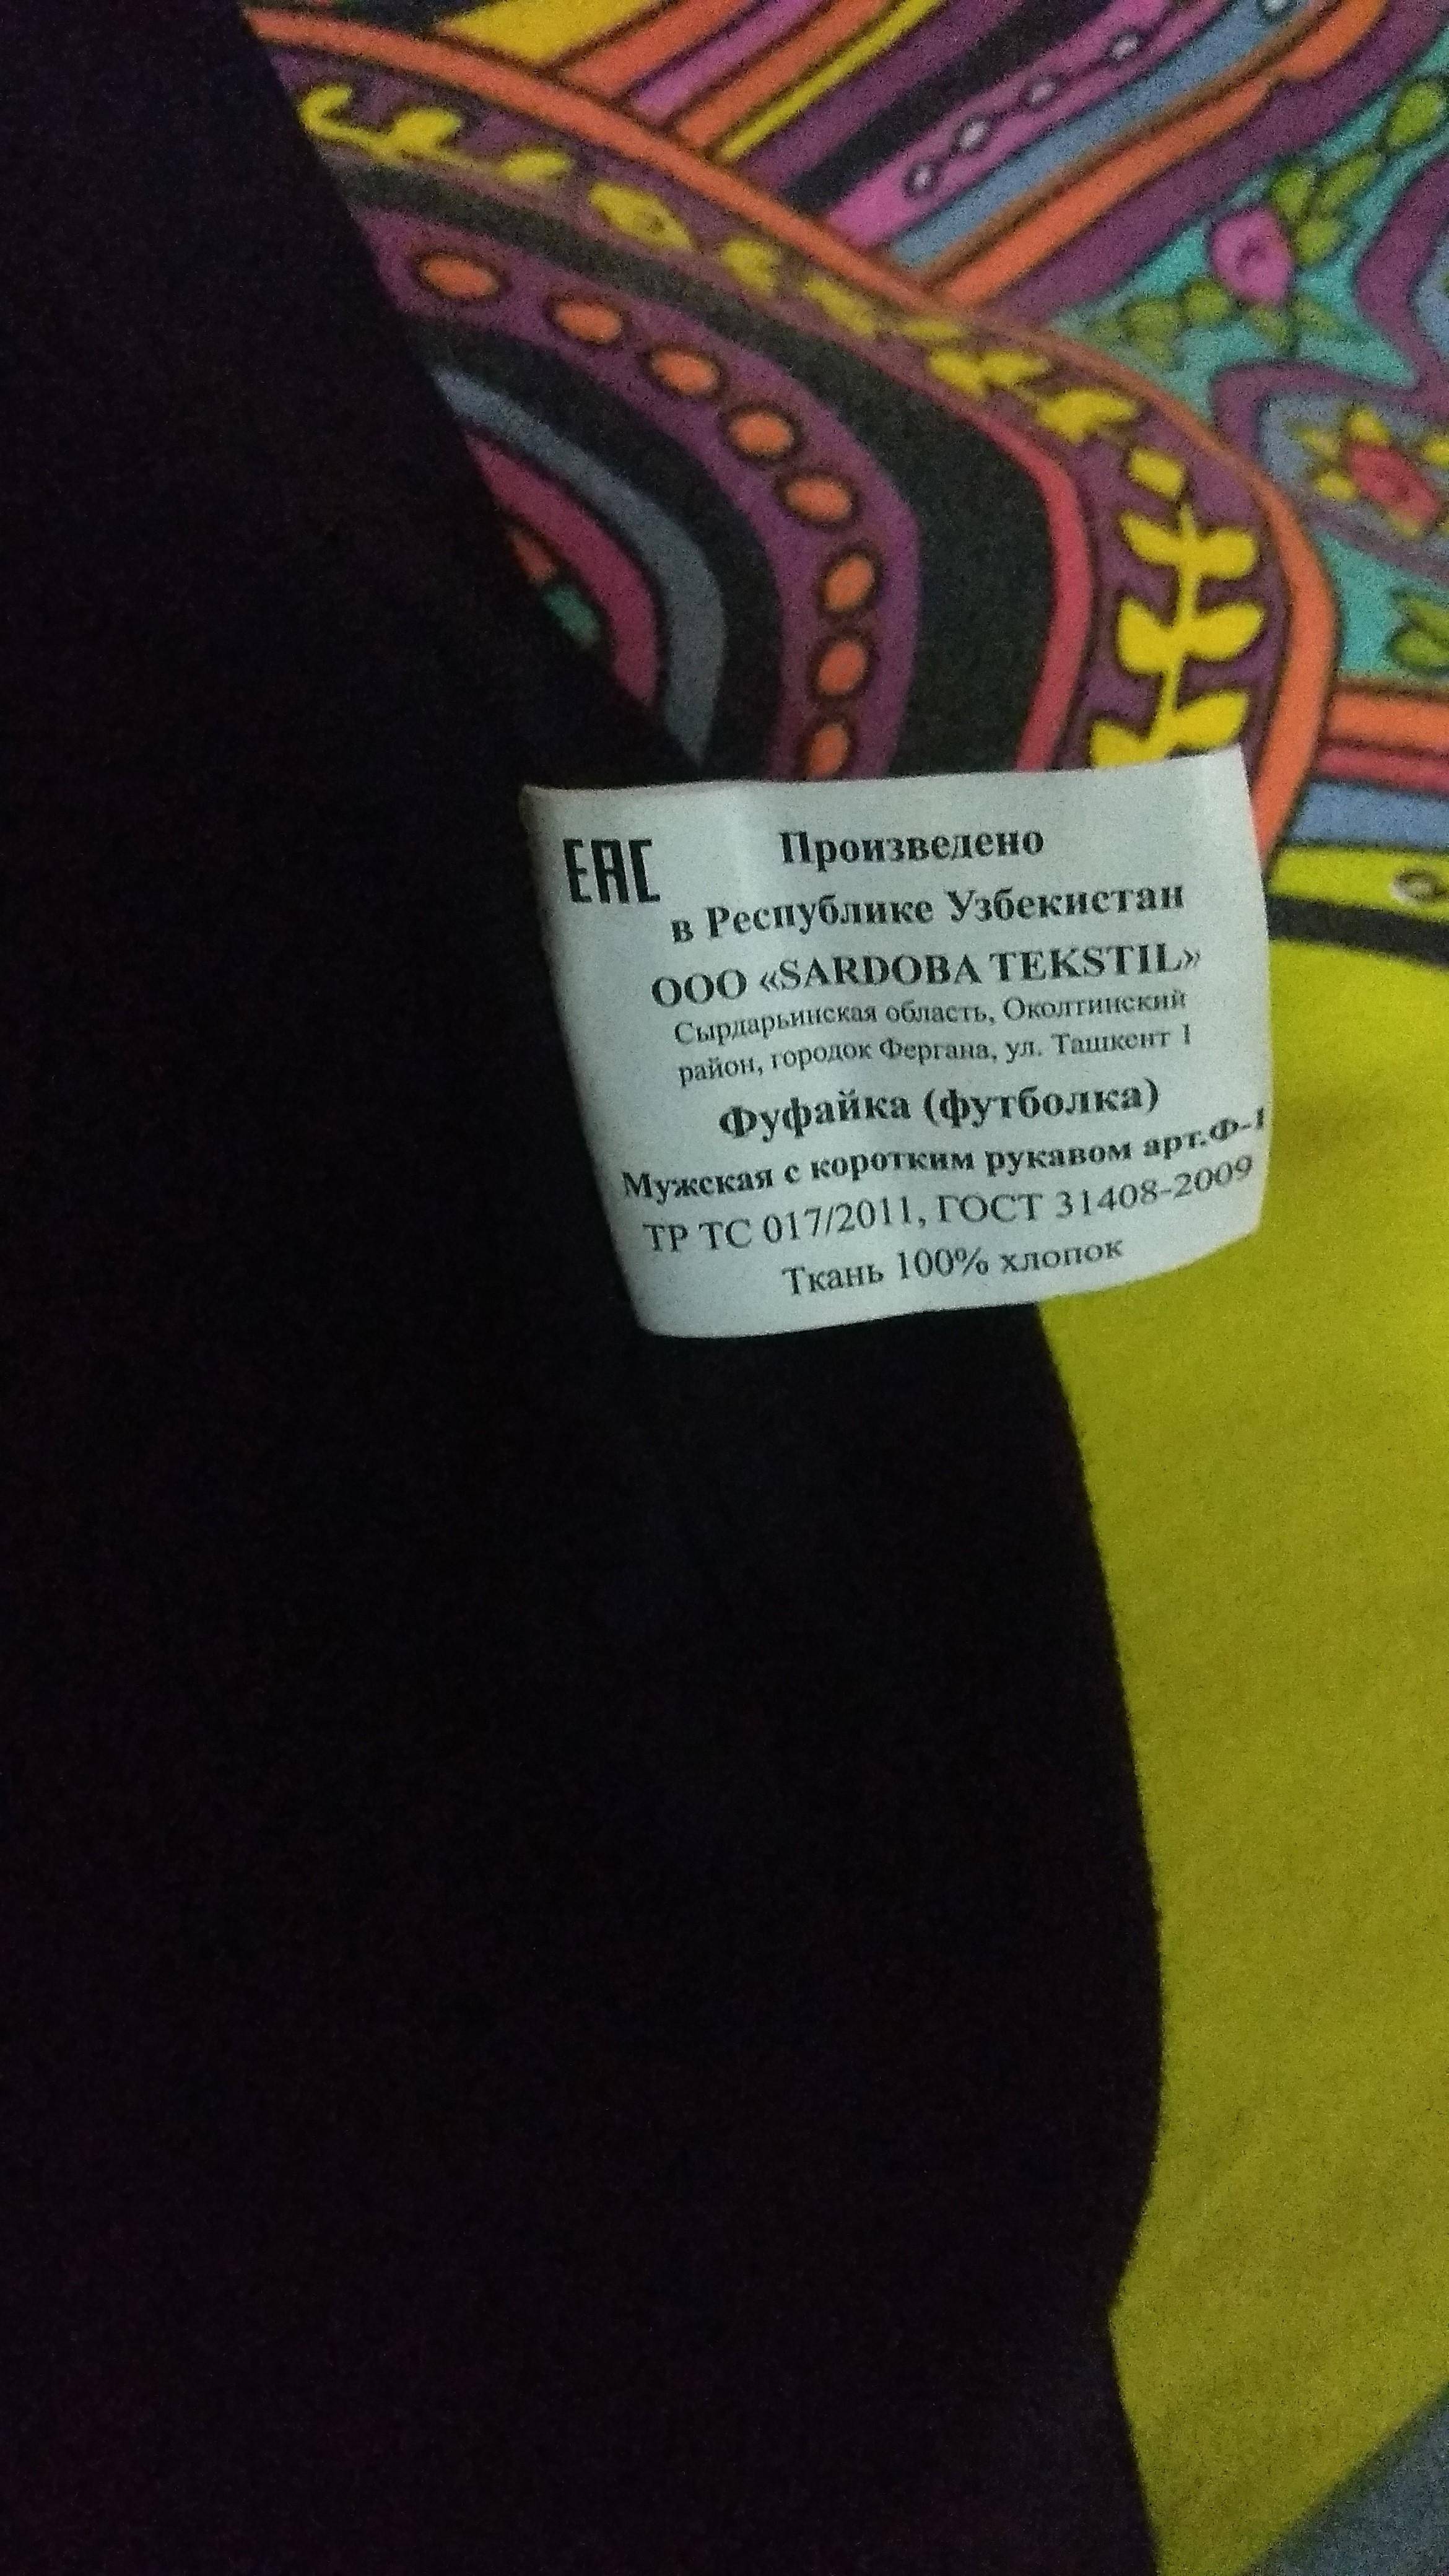 EAC
Произведено
в Республике Узбекистан
ООО «SARDOBA TEKSTIL»
Сырдарьинская область, Околтинский
район, городок Фергана, ул. Ташкент 1
Фуфайка (футболка)
Мужская с коротким рукавом арт.Ф-1
ТР ТС 017/2011, ГОСТ 31408-2009
Ткань 100% хлопок